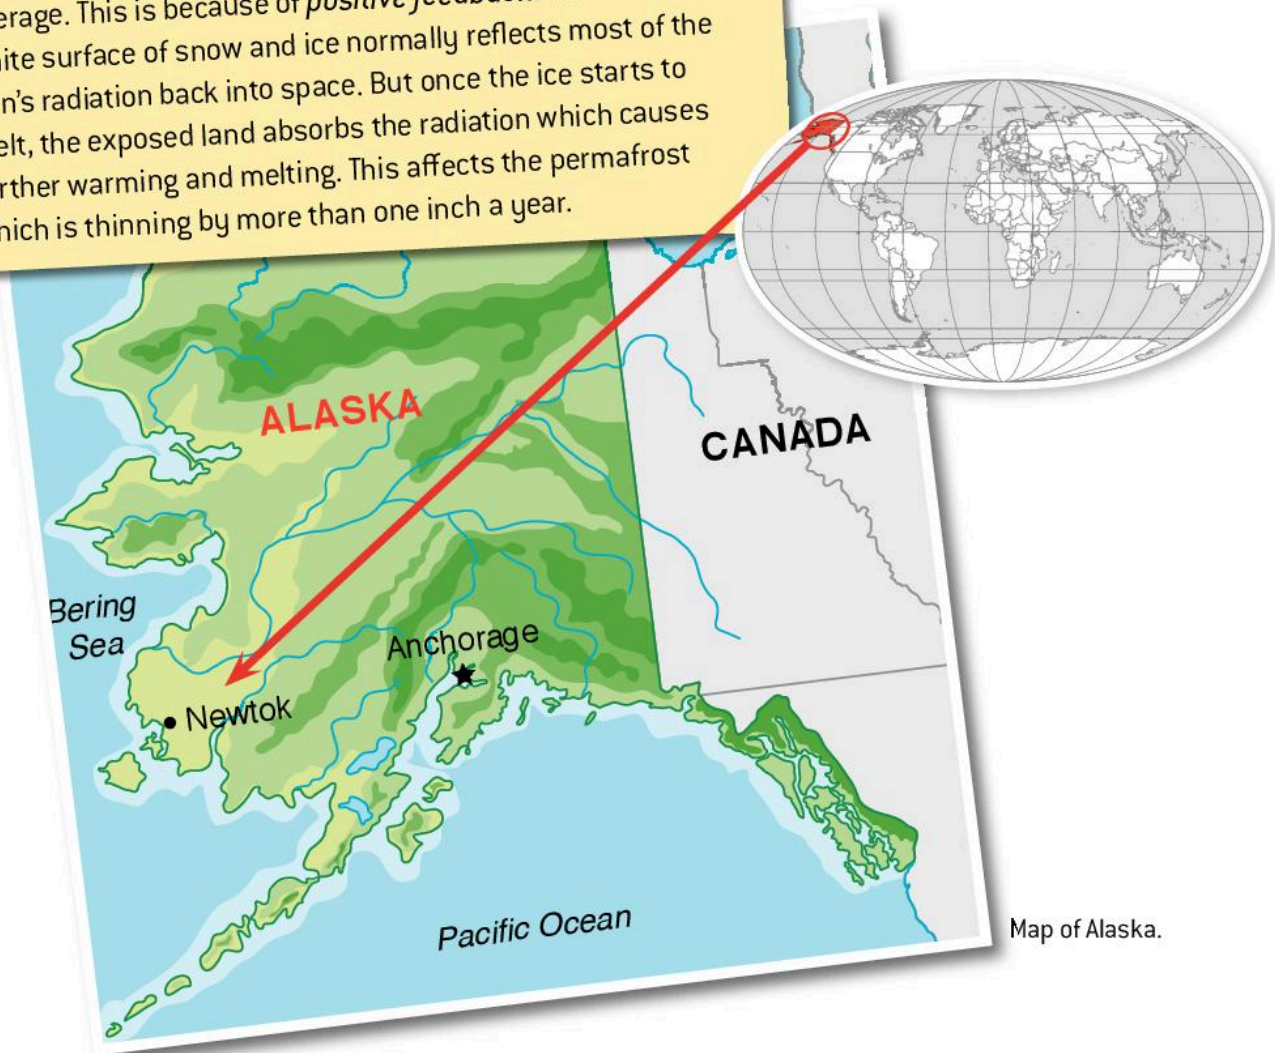 erage. This is because of positive feedback.
ite surface of snow and ice normally reflects most of the
n's radiation back into space. But once the ice starts to
elt, the exposed land absorbs the radiation which causes
rther warming and melting. This affects the permafrost
hich is thinning by more than one inch a year.
ALASKA
CANADA
Bering
Sea
Anchorage
Newtok
Pacific Ocean
Map of Alaska.